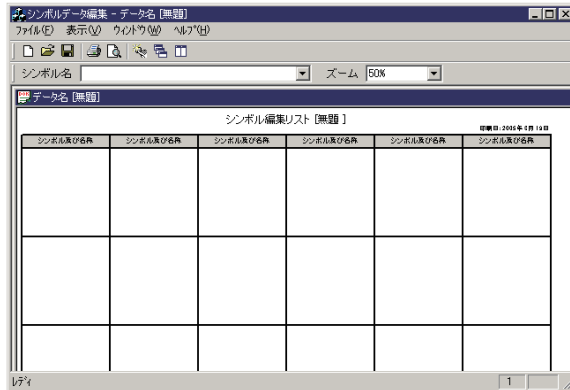 シンボルデータ編集 - データ名 [無題]
ファイル(F) 表示(V) ウィンドウ(W) ヘルプ(H)
シンボル名 ズーム 50%
データ名 [無題]
シンボル編集リスト [無題 ]
シンボル及び名称 シンボル及び名称 シンボル及び名称 シンボル及び名称 シンボル及び名称 シンボル及び名称
レディ 1